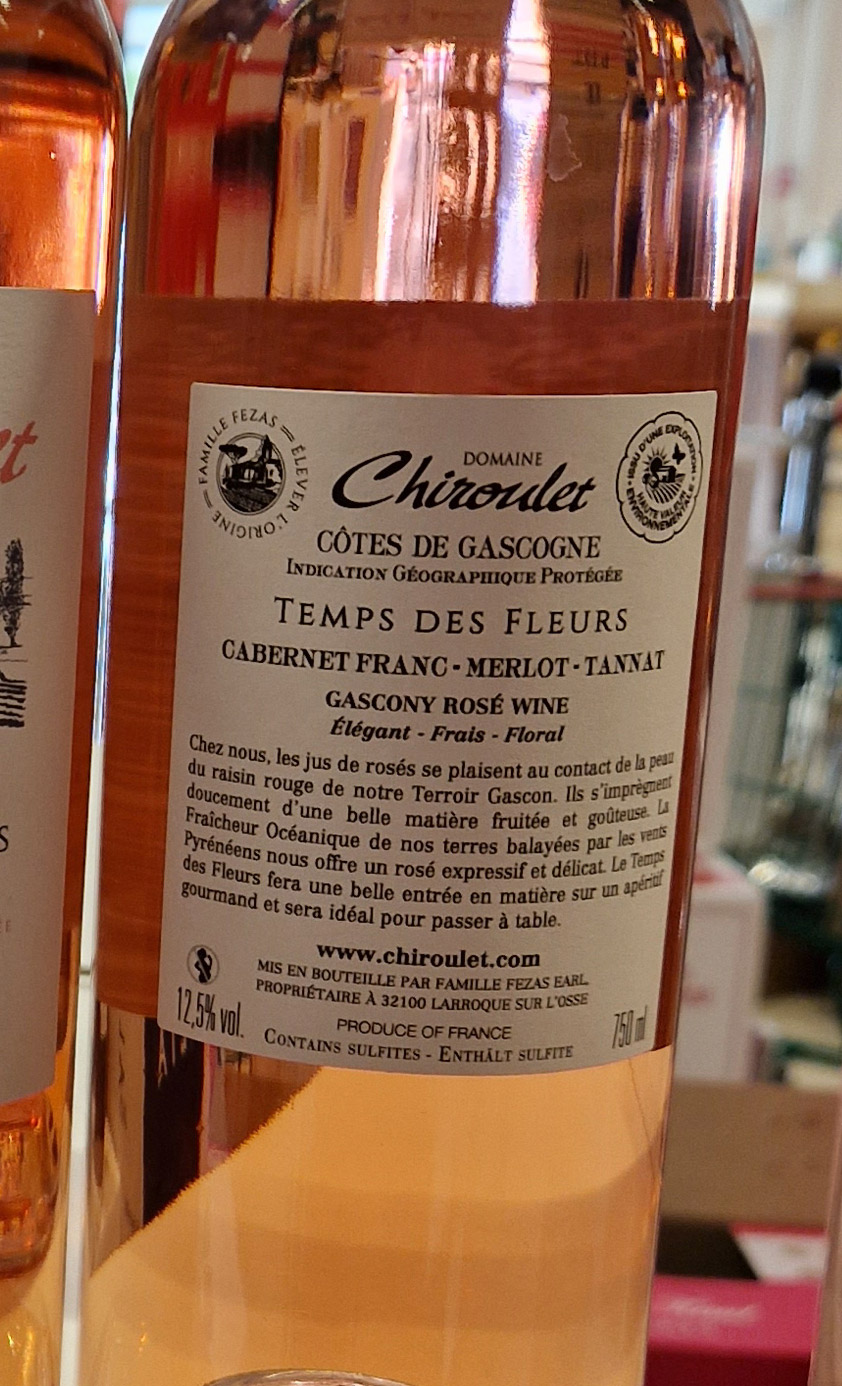 FAMILLE FEZAS
ÉLEVER L'ORIGINE
DOMAINE
Chiroulet
ISSU D'UNE EXPLOITATION
HAUTE VALEUR
ENVIRONNEMENTALE
CÔTES DE GASCOGNE
INDICATION GÉOGRAPHIQUE PROTÉGÉE
TEMPS DES FLEURS
CABERNET FRANC - MERLOT - TANNAT
GASCONY ROSÉ WINE
Élégant - Frais - Floral
Chez nous, les jus de rosés se plaisent au contact de la peau
du raisin rouge de notre Terroir Gascon. Ils s'imprègnent
doucement d'une belle matière fruitée et goûteuse. La
Fraîcheur Océanique de nos terres balayées par les vents
Pyrénéens nous offre un rosé expressif et délicat. Le Temps
des Fleurs fera une belle entrée en matière sur un apéritif
gourmand et sera idéal pour passer à table.
www.chiroulet.com
MIS EN BOUTEILLE PAR FAMILLE FEZAS EARL
PROPRIÉTAIRE À 32100 LARROQUE SUR L'OSSE
12,5% vol.
PRODUCE OF FRANCE
750 ml
CONTAINS SULFITES - ENTHÄLT SULFITE